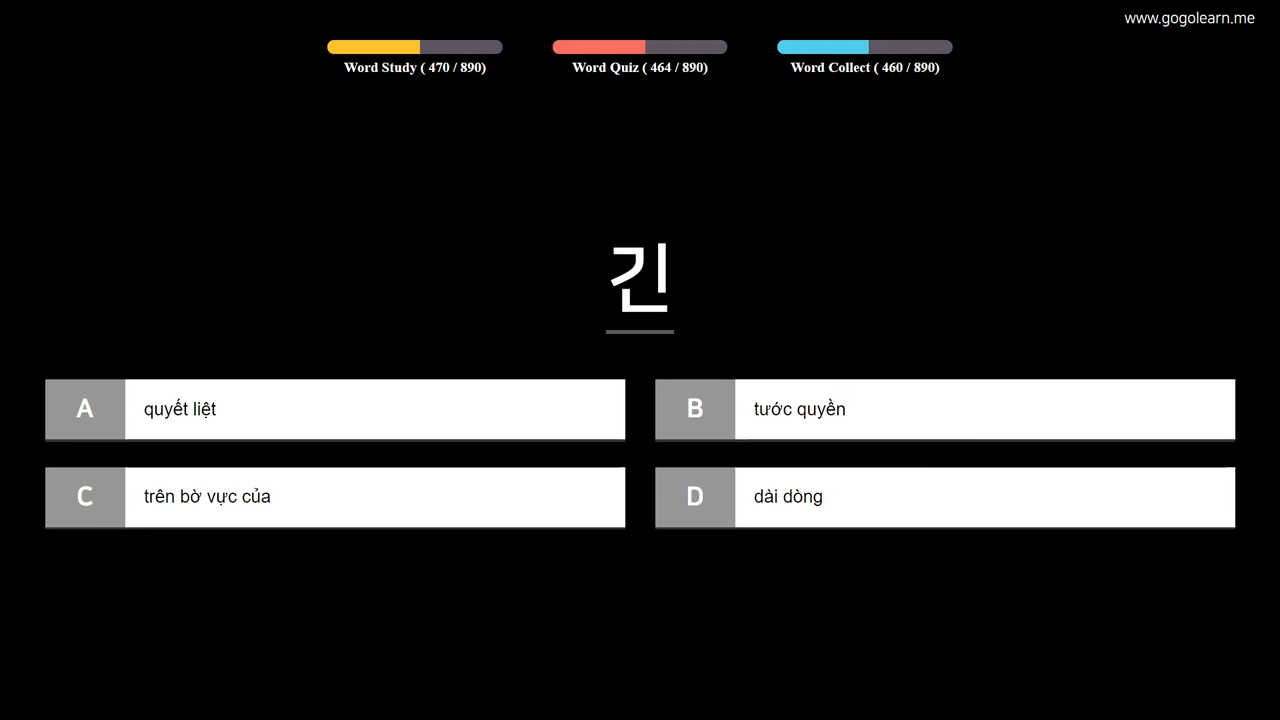 www.gogolearn.me
Word Study ( 470 / 890)
Word Quiz ( 464 / 890)
Word Collect ( 460 / 890)
긴
A quyết liệt
B tước quyền
C trên bờ vực của
D dài dòng